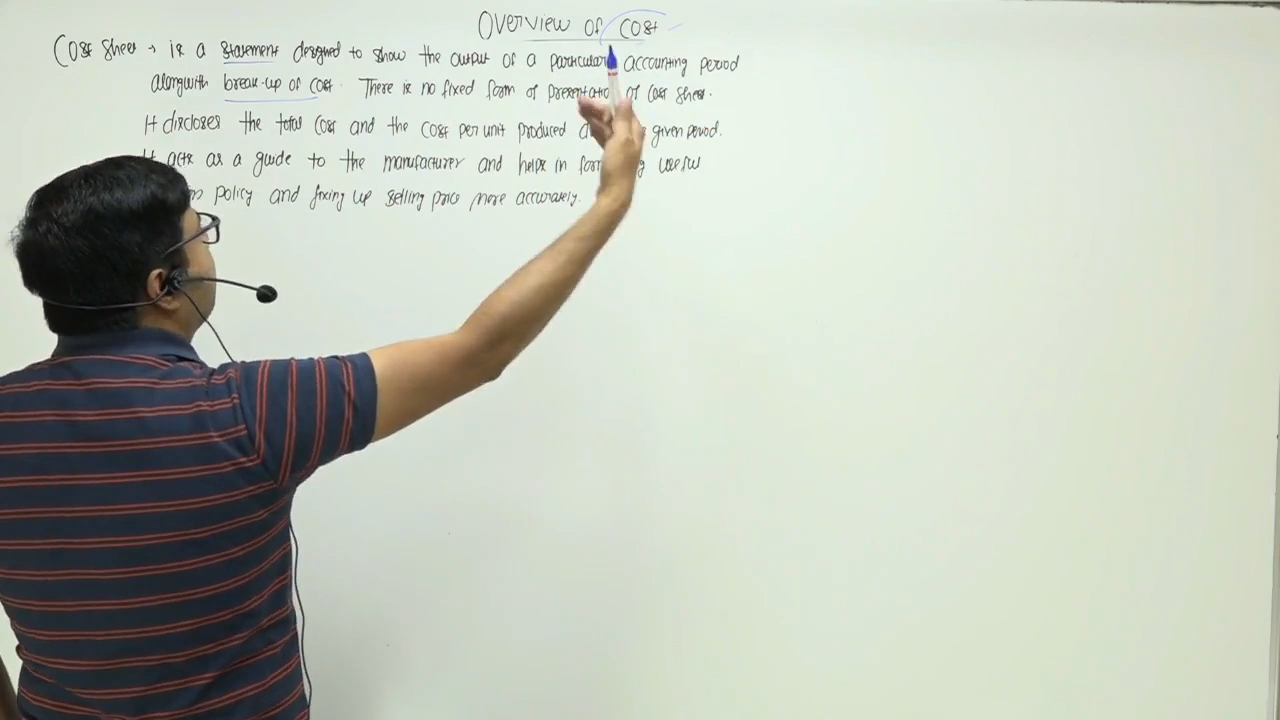 Overview of Cost
Cost Sheet → is a statement designed to show the output of a particular accounting period
alongwith break-up of cost. There is no fixed form of presentation of cost sheet.
It discloses the total cost and the cost per unit produced given period.
It acts as a guide to the manufacturer and helps in useful
policy and fixing up selling price more accurately.